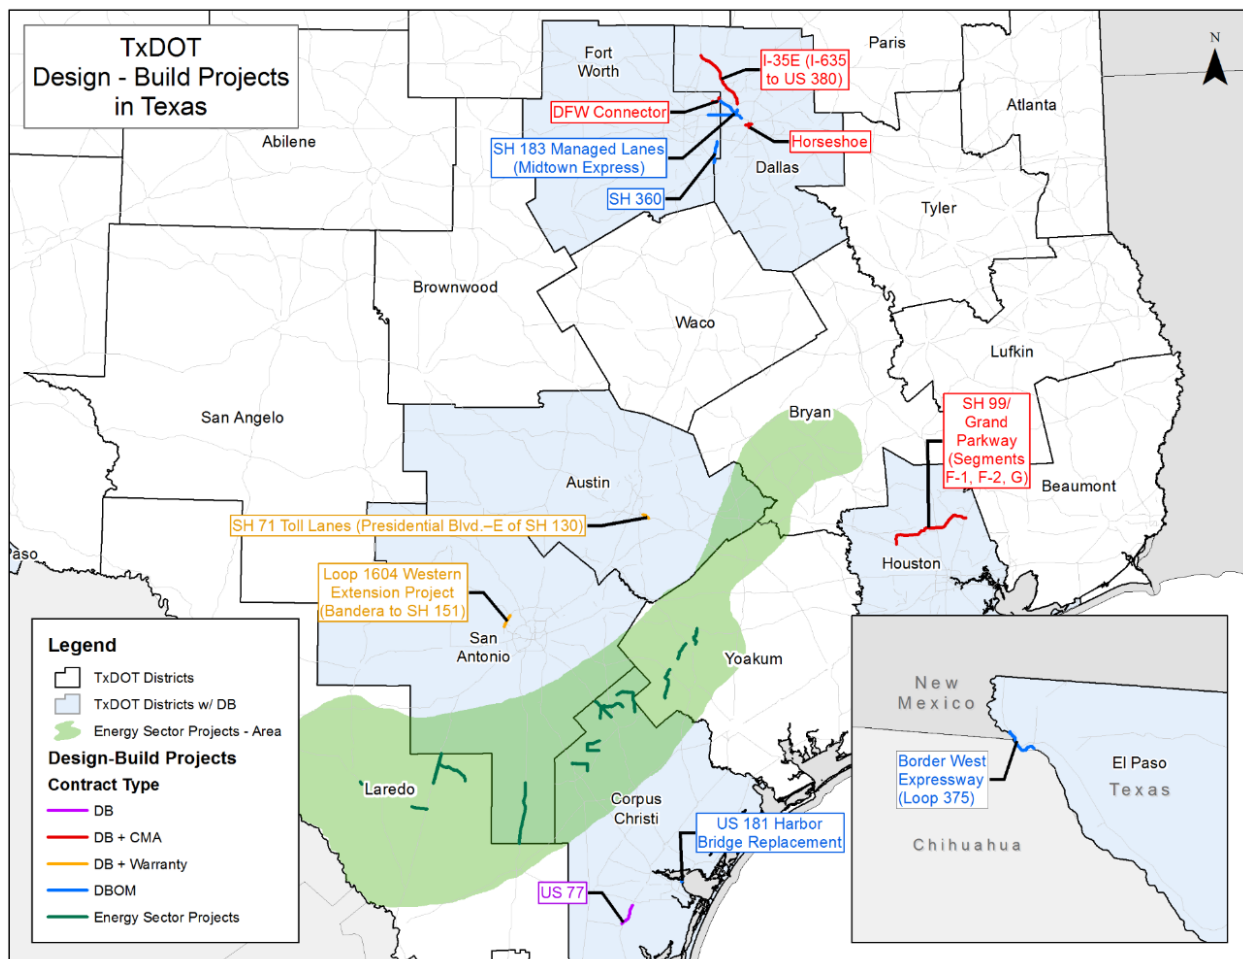 TxDOT
Design - Build Projects
in Texas
N
Paris
Fort
Worth
I-35E (I-635
to US 380)
Atlanta
DFW Connector
Abilene
Horseshoe
SH 183 Managed Lanes
(Midtown Express)
Dallas
SH 360
Tyler
Brownwood
Waco
Lufkin
San Angelo
Bryan
SH 99/
Grand
Parkway
(Segments
F-1, F-2, G)
Beaumont
Austin
SH 71 Toll Lanes (Presidential Blvd.–E of SH 130)
Paso
Houston
Loop 1604 Western
Extension Project
(Bandera to SH 151)
San
Antonio
Yoakum
Legend
TxDOT Districts
TxDOT Districts w/ DB
Energy Sector Projects - Area
Design-Build Projects
Contract Type
DB
DB + CMA
DB + Warranty
DBOM
Energy Sector Projects
Laredo
Corpus
Christi
US 181 Harbor
Bridge Replacement
US 77
New
Mexico
Border West
Expressway
(Loop 375)
El Paso
Texas
Chihuahua